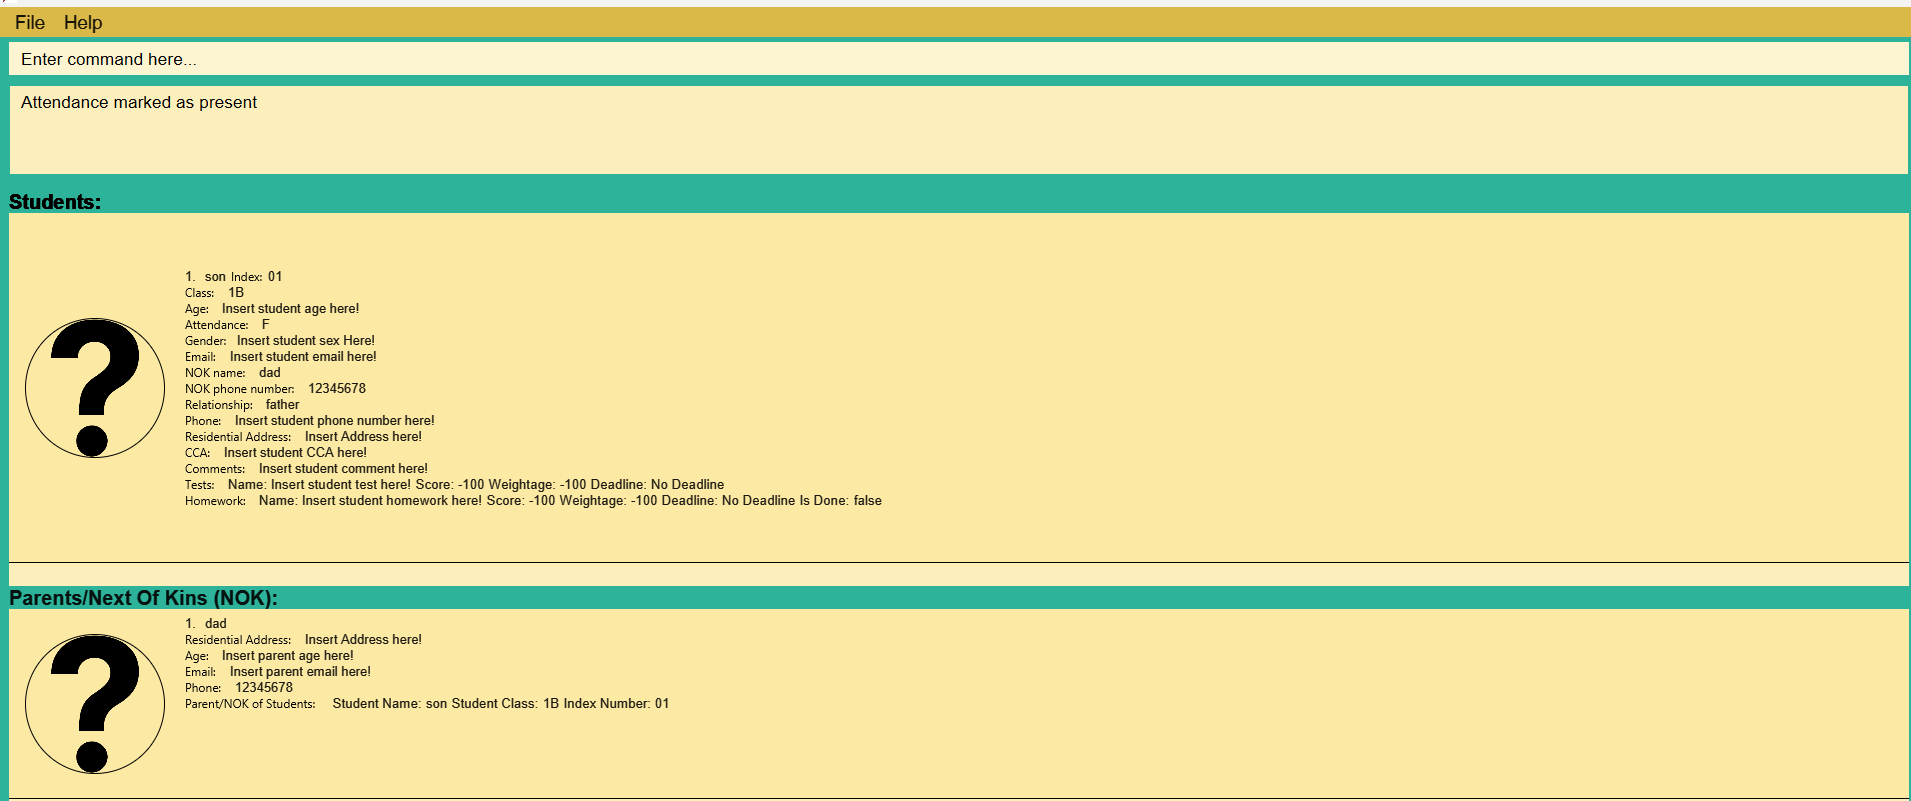 File Help
Enter command here...
Attendance marked as present
Students:
1. son Index: 01
Class: 1B
Age: Insert student age here!
Attendance: F
Gender: Insert student sex Here!
Email: Insert student email here!
NOK name: dad
NOK phone number: 12345678
Relationship: father
Phone: Insert student phone number here!
Residential Address: Insert Address here!
CCA: Insert student CCA here!
Comments: Insert student comment here!
Tests: Name: Insert student test here! Score: -100 Weightage: -100 Deadline: No Deadline
Homework: Name: Insert student homework here! Score: -100 Weightage: -100 Deadline: No Deadline Is Done: false
Parents/Next Of Kins (NOK):
1. dad
Residential Address: Insert Address here!
Age: Insert parent age here!
Email: Insert parent email here!
Phone: 12345678
Parent/NOK of Students: Student Name: son Student Class: 1B Index Number: 01